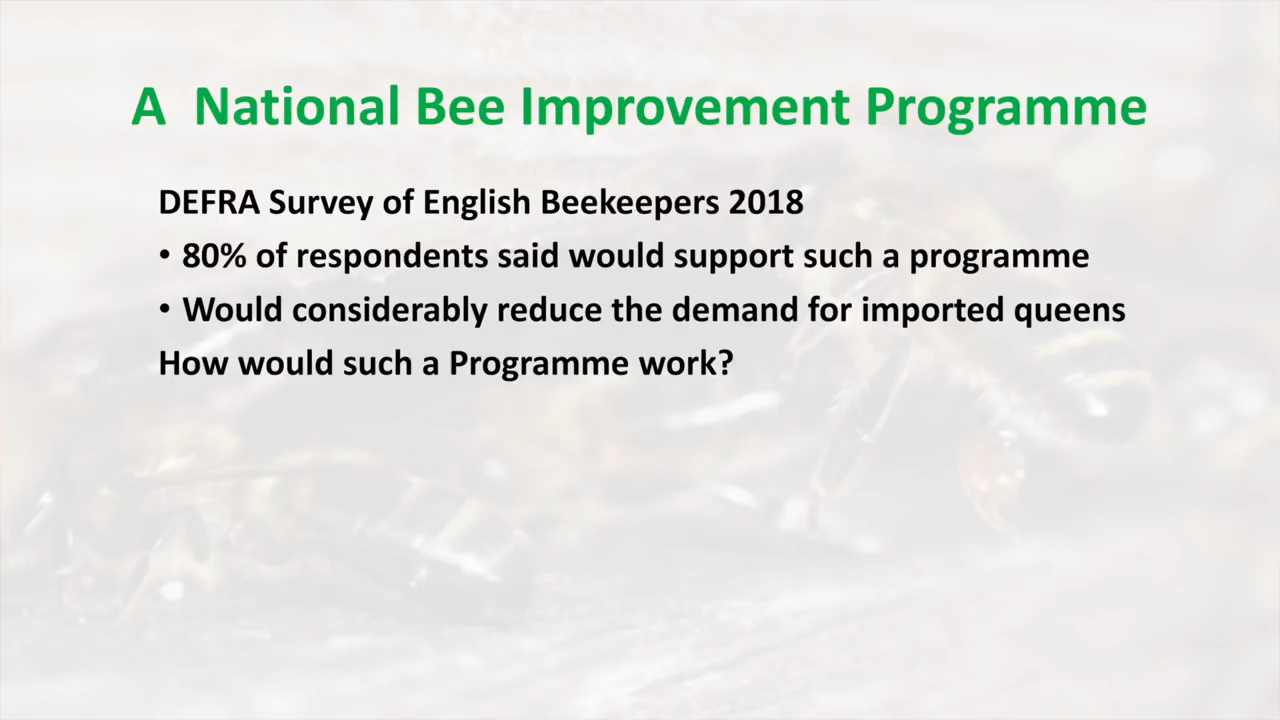 A National Bee Improvement Programme
DEFRA Survey of English Beekeepers 2018
• 80% of respondents said would support such a programme
• Would considerably reduce the demand for imported queens
How would such a Programme work?